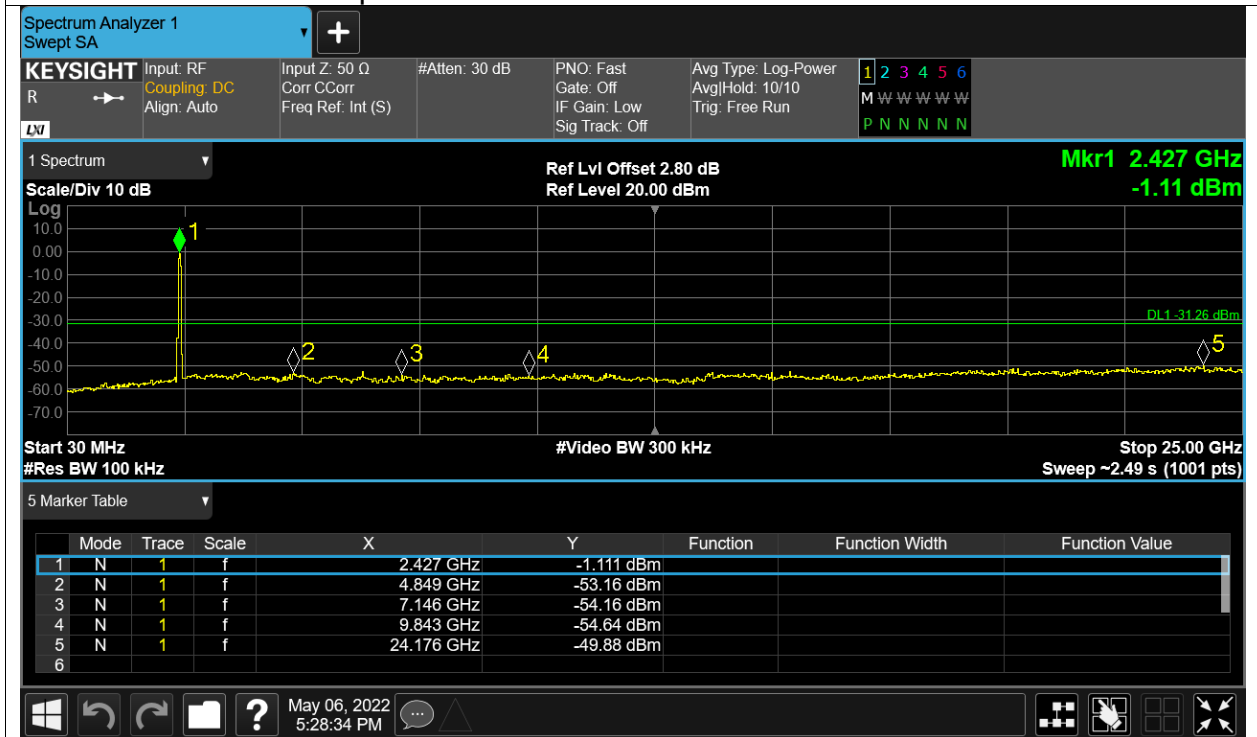 Spectrum Analyzer 1
Swept SA
+
KEYSIGHT Input: RF Input Z: 50 Ω #Atten: 30 dB PNO: Fast Avg Type: Log-Power 1 2 3 4 5 6
R Coupling: DC Corr CCorr Gate: Off Avg|Hold: 10/10 M W W W W W
Align: Auto Freq Ref: Int (S) IF Gain: Low Trig: Free Run P N N N N N
LXI Sig Track: Off
1 Spectrum Ref Lvl Offset 2.80 dB Mkr1 2.427 GHz
Scale/Div 10 dB Ref Level 20.00 dBm -1.11 dBm
Log
10.0 1
0.00
-10.0
-20.0
-30.0 DL1 -31.26 dBm
-40.0 2 3 4 5
-50.0
-60.0
-70.0
Start 30 MHz #Video BW 300 kHz Stop 25.00 GHz
#Res BW 100 kHz Sweep ~2.49 s (1001 pts)
5 Marker Table
Mode Trace Scale X Y Function Function Width Function Value
1 N 1 f 2.427 GHz -1.111 dBm
2 N 1 f 4.849 GHz -53.16 dBm
3 N 1 f 7.146 GHz -54.16 dBm
4 N 1 f 9.843 GHz -54.64 dBm
5 N 1 f 24.176 GHz -49.88 dBm
6
? May 06, 2022
5:28:34 PM